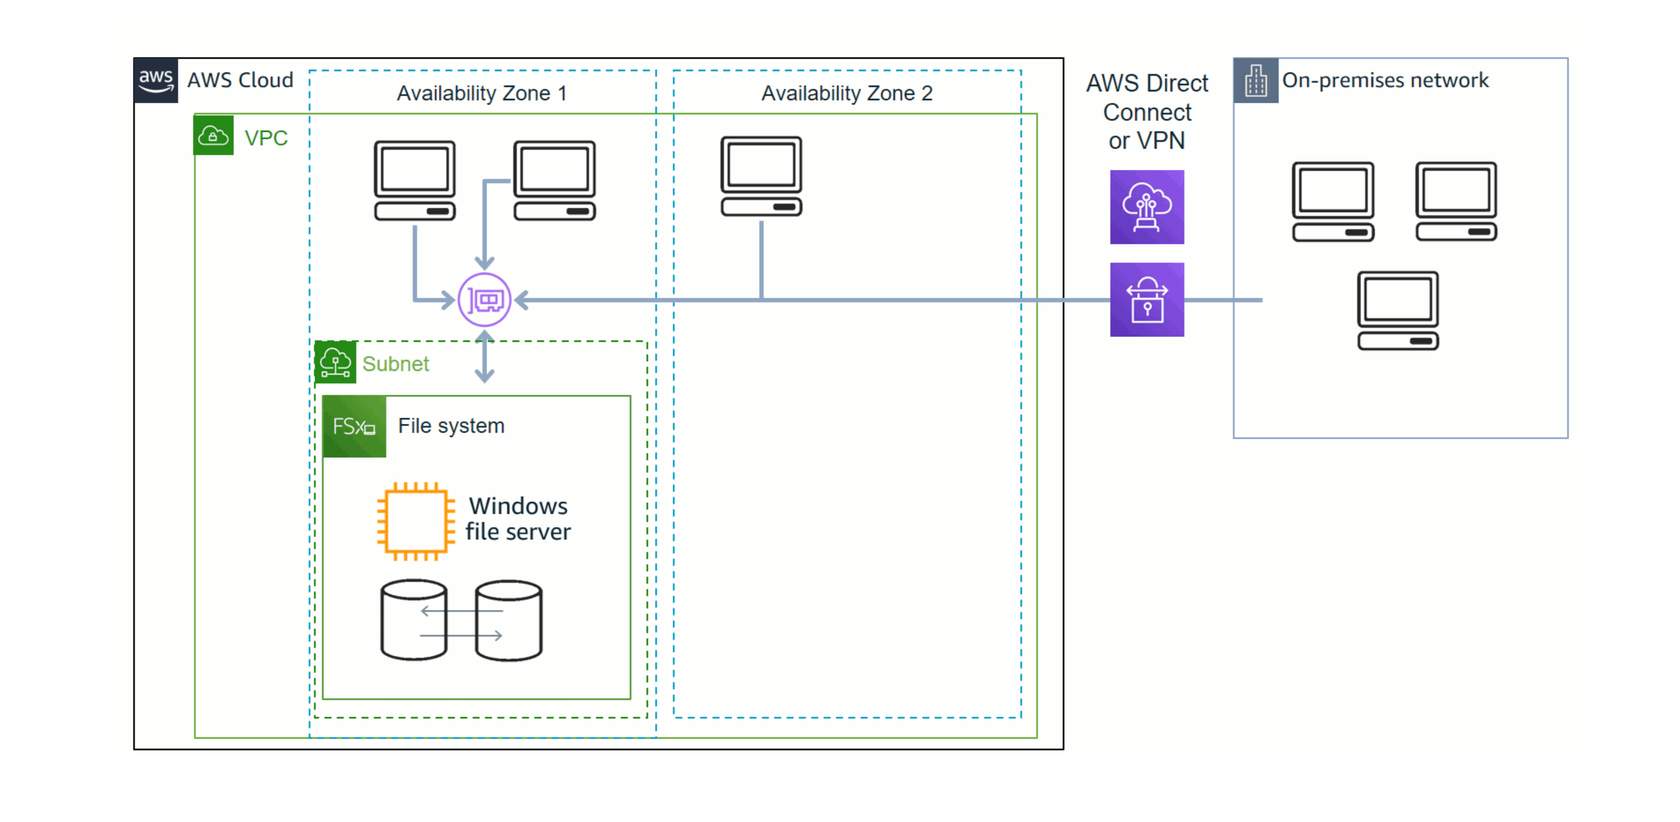 aws
AWS Cloud
Availability Zone 1
Availability Zone 2
AWS Direct
Connect
or VPN
On-premises network
VPC
Subnet
FSx
File system
Windows
file server